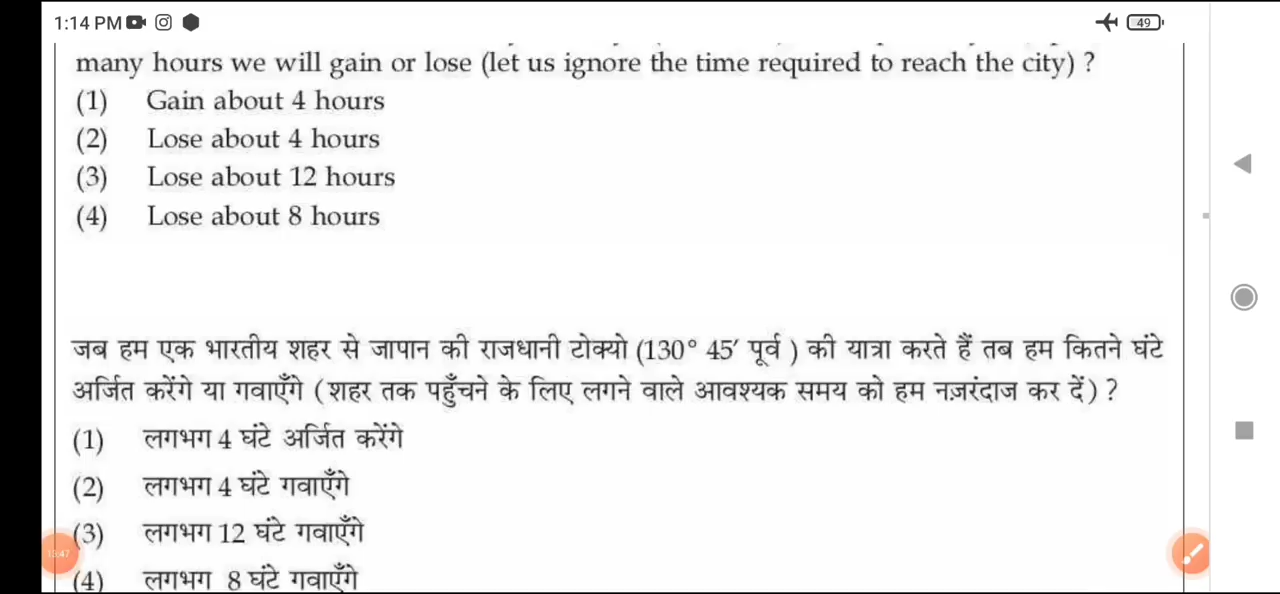 1:14 PM
49
many hours we will gain or lose (let us ignore the time required to reach the city) ?
(1) Gain about 4 hours
(2) Lose about 4 hours
(3) Lose about 12 hours
(4) Lose about 8 hours
जब हम एक भारतीय शहर से जापान की राजधानी टोक्यो (130° 45′ पूर्व ) की यात्रा करते हैं तब हम कितने घंटे
अर्जित करेंगे या गवाएँगे (शहर तक पहुँचने के लिए लगने वाले आवश्यक समय को हम नज़रंदाज कर दें) ?
(1) लगभग 4 घंटे अर्जित करेंगे
(2) लगभग 4 घंटे गवाएँगे
(3) लगभग 12 घंटे गवाएँगे
13:47
(4) लगभग 8 घंटे गवाएँगे